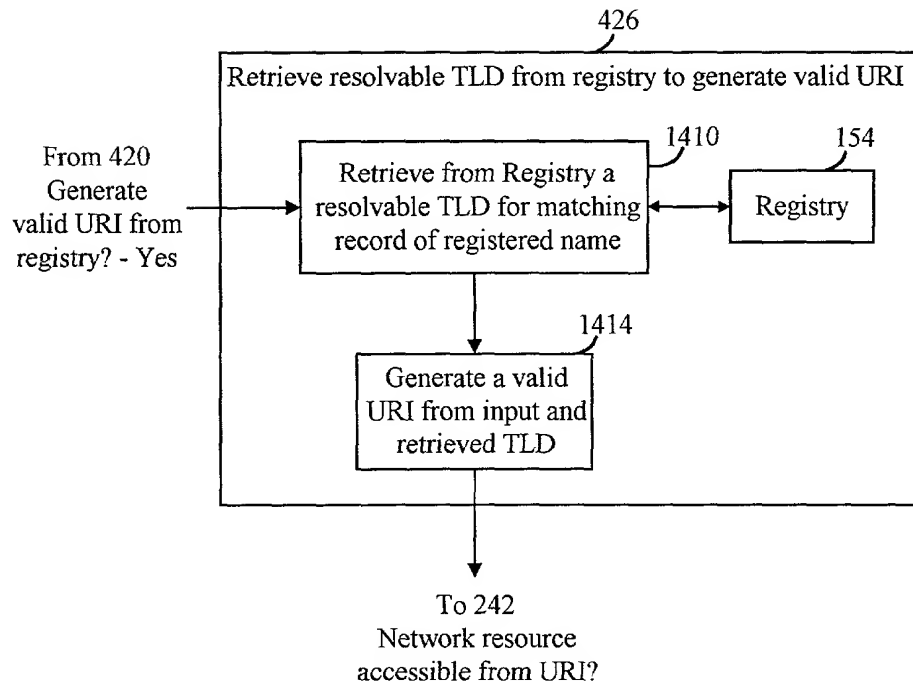 426
Retrieve resolvable TLD from registry to generate valid URI
From 420
Generate
valid URI from
registry? - Yes
1410
Retrieve from Registry a
resolvable TLD for matching
record of registered name
154
Registry
1414
Generate a valid
URI from input and
retrieved TLD
To 242
Network resource
accessible from URI?